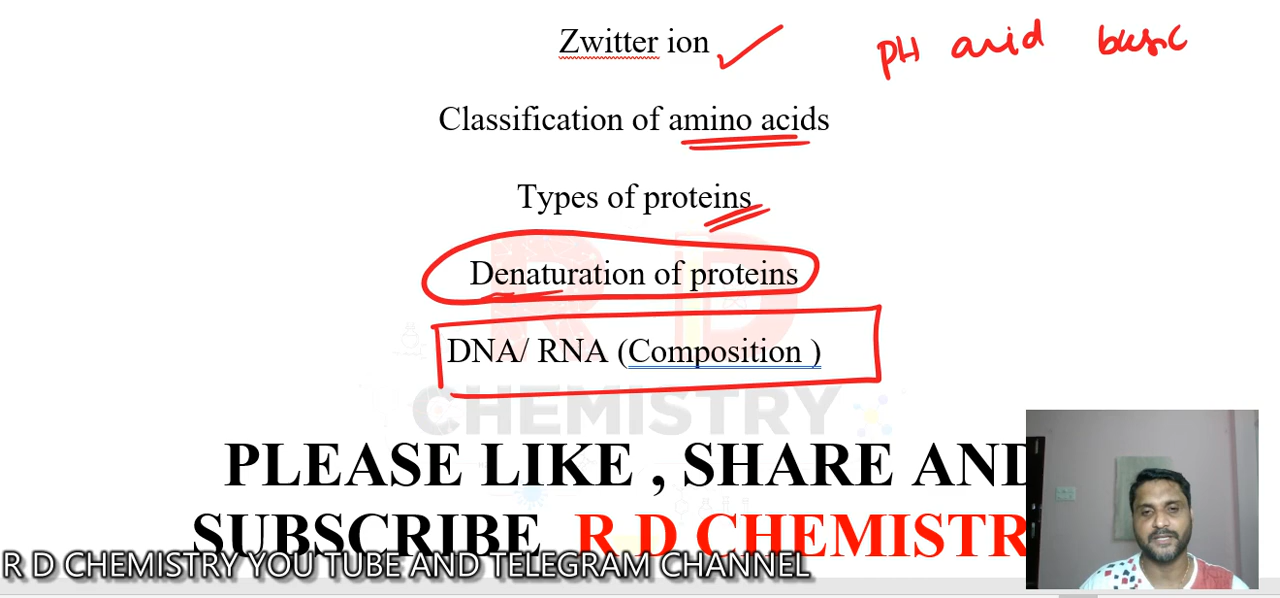 Zwitter ion pH acid basic
Classification of amino acids
Types of proteins
Denaturation of proteins
DNA/ RNA (Composition )
R D
CHEMISTRY
PLEASE LIKE , SHARE AND
SUBSCRIBE R D CHEMISTR
R D CHEMISTRY YOU TUBE AND TELEGRAM CHANNEL